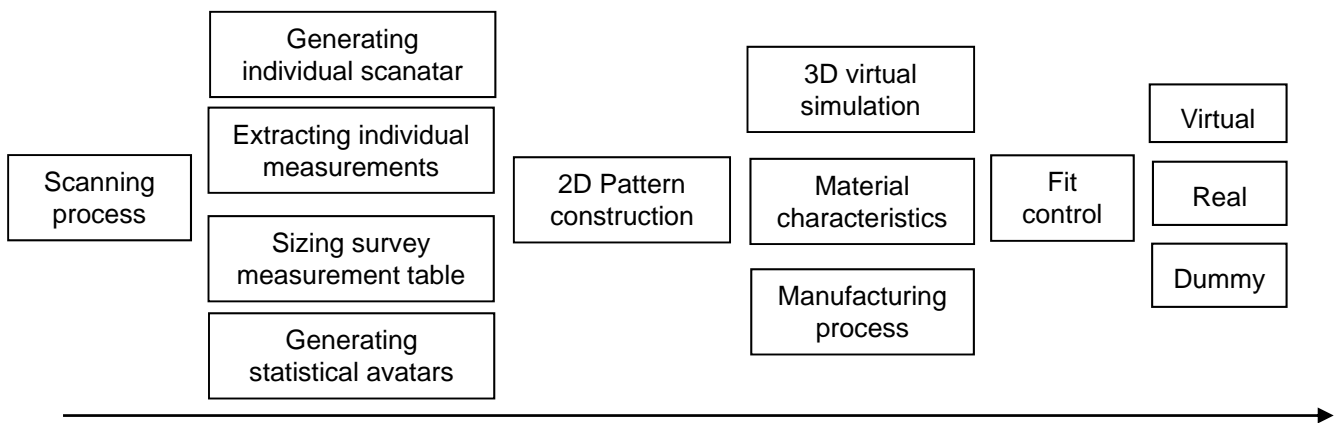 Scanning
process
Generating
individual scanatar
Extracting individual
measurements
Sizing survey
measurement table
Generating
statistical avatars
2D Pattern
construction
3D virtual
simulation
Material
characteristics
Manufacturing
process
Fit
control
Virtual
Real
Dummy